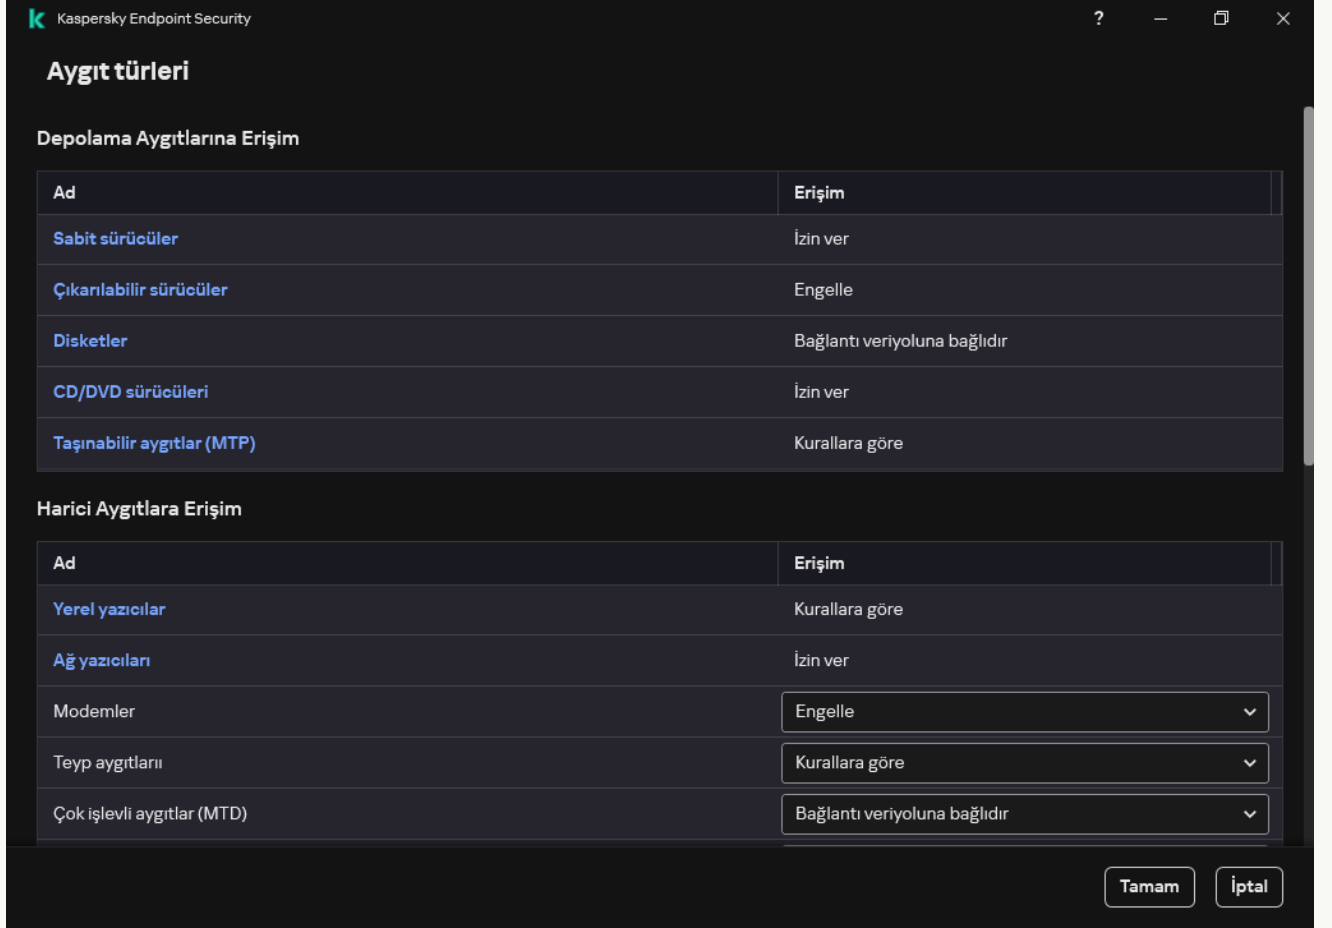 Kaspersky Endpoint Security
?
Aygıt türleri
Depolama Aygıtlarına Erişim
Ad Erişim
Sabit sürücüler İzin ver
Çıkarılabilir sürücüler Engelle
Disketler Bağlantı veriyoluna bağlıdır
CD/DVD sürücüleri İzin ver
Taşınabilir aygıtlar (MTP) Kurallara göre
Harici Aygıtlara Erişim
Ad Erişim
Yerel yazıcılar Kurallara göre
Ağ yazıcıları İzin ver
Modemler Engelle
Teyp aygıtlarıı Kurallara göre
Çok işlevli aygıtlar (MTD) Bağlantı veriyoluna bağlıdır
Tamam İptal